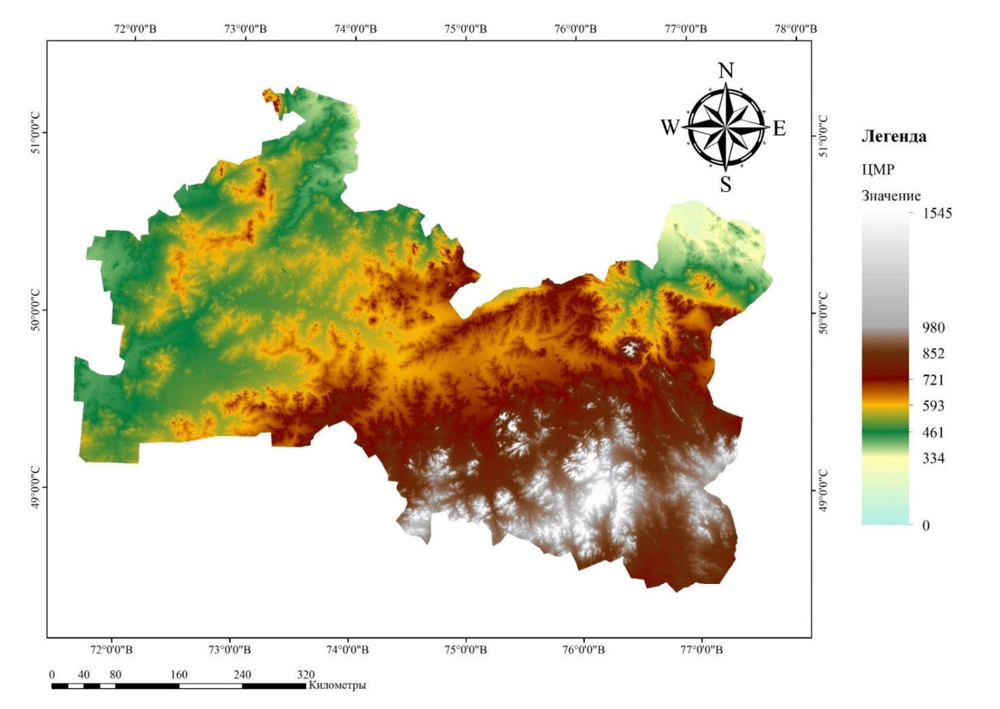 72°0'0"В 73°0'0"В 74°0'0"В 75°0'0"В 76°0'0"В 77°0'0"В 78°0'0"В
N
W E
S
51°0'0"С
50°0'0"С
49°0'0"С
51°0'0"С
50°0'0"С
49°0'0"С
Легенда
ЦМР
Значение
1545
980
852
721
593
461
334
0
72°0'0"В 73°0'0"В 74°0'0"В 75°0'0"В 76°0'0"В 77°0'0"В
0 40 80 160 240 320
Километры